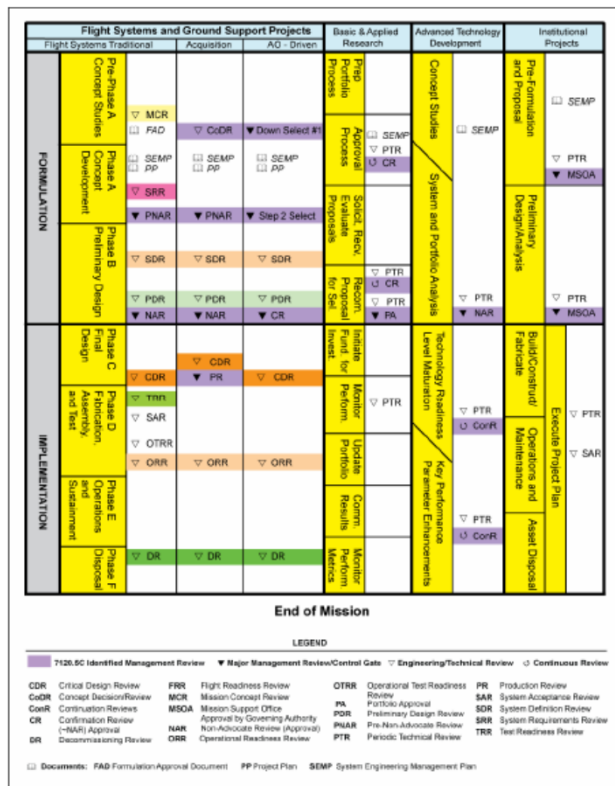 Flight Systems and Ground Support Projects
Basic & Applied Research
Advanced Technology Development
Institutional Projects
Flight Systems Traditional
Acquisition
AO - Driven
FORMULATION
Pre-Phase A Concept Studies
Phase A Concept Development
Phase B Preliminary Design
▽ MCR
FAD
SEMP
PP
▽ SRR
▼ PNAR
▽ SDR
▽ PDR
▼ NAR
▽ CoDR
SEMP
PP
▼ PNAR
▽ SDR
▽ PDR
▼ NAR
▼ Down Select #1
SEMP
PP
▼ Step 2 Select
▽ SDR
▽ PDR
▼ CR
Prep Portfolio Process
Approval Process
Solicit, Recv, Evaluate Proposals
Recom. Proposal for Sel.
SEMP
▽ PTR
CR
▽ PTR
CR
▽ PTR
▼ PA
Concept Studies
System and Portfolio Analysis
SEMP
▽ PTR
▼ NAR
Pre-Formulation and Proposal
Preliminary Design/Analysis
SEMP
▽ PTR
▼ MSOA
▽ PTR
▼ MSOA
IMPLEMENTATION
Phase C Final Design
Phase D Fabrication, Assembly, and Test
Phase E Operations and Sustainment
Phase F Disposal
▽ CDR
▽ TRR
▽ SAR
▽ OTRR
▽ ORR
▽ DR
▽ CDR
▼ PR
▽ ORR
▽ DR
▽ CDR
▽ ORR
▽ DR
Initiate Fund. for Invest.
Monitor Perform.
Update Portfolio
Comm. Results
Monitor Perform. Metrics
▽ PTR
Technology Readiness Level Maturation
Key Performance Parameter Enhancements
▽ PTR
ConR
▽ PTR
ConR
Build/Construct/ Fabricate
Operations and Maintenance
Asset Disposal
Execute Project Plan
▽ PTR
▽ SAR
End of Mission
LEGEND
7120.5C Identified Management Review ▼ Major Management Review/Control Gate ▽ Engineering/Technical Review ↺ Continuous Review
CDR Critical Design Review
CoDR Concept Decision/Review
ConR Continuation Reviews
CR Confirmation Review
(~NAR) Approval
DR Decommissioning Review
FRR Flight Readiness Review
MCR Mission Concept Review
MSOA Mission Support Office
Approval by Governing Authority
NAR Non-Advocate Review (Approval)
ORR Operational Readiness Review
OTRR Operational Test Readiness
Review
PA Portfolio Approval
PDR Preliminary Design Review
PNAR Pre-Non-Advocate Review
PTR Periodic Technical Review
PR Production Review
SAR System Acceptance Review
SDR System Definition Review
SRR System Requirements Review
TRR Test Readiness Review
Documents: FAD Formulation Approval Document PP Project Plan SEMP System Engineering Management Plan